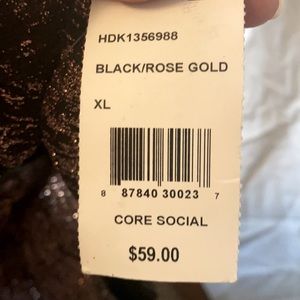 HDK1356988
BLACK/ROSE GOLD
XL
8 87840 30023 7
CORE SOCIAL
$59.00